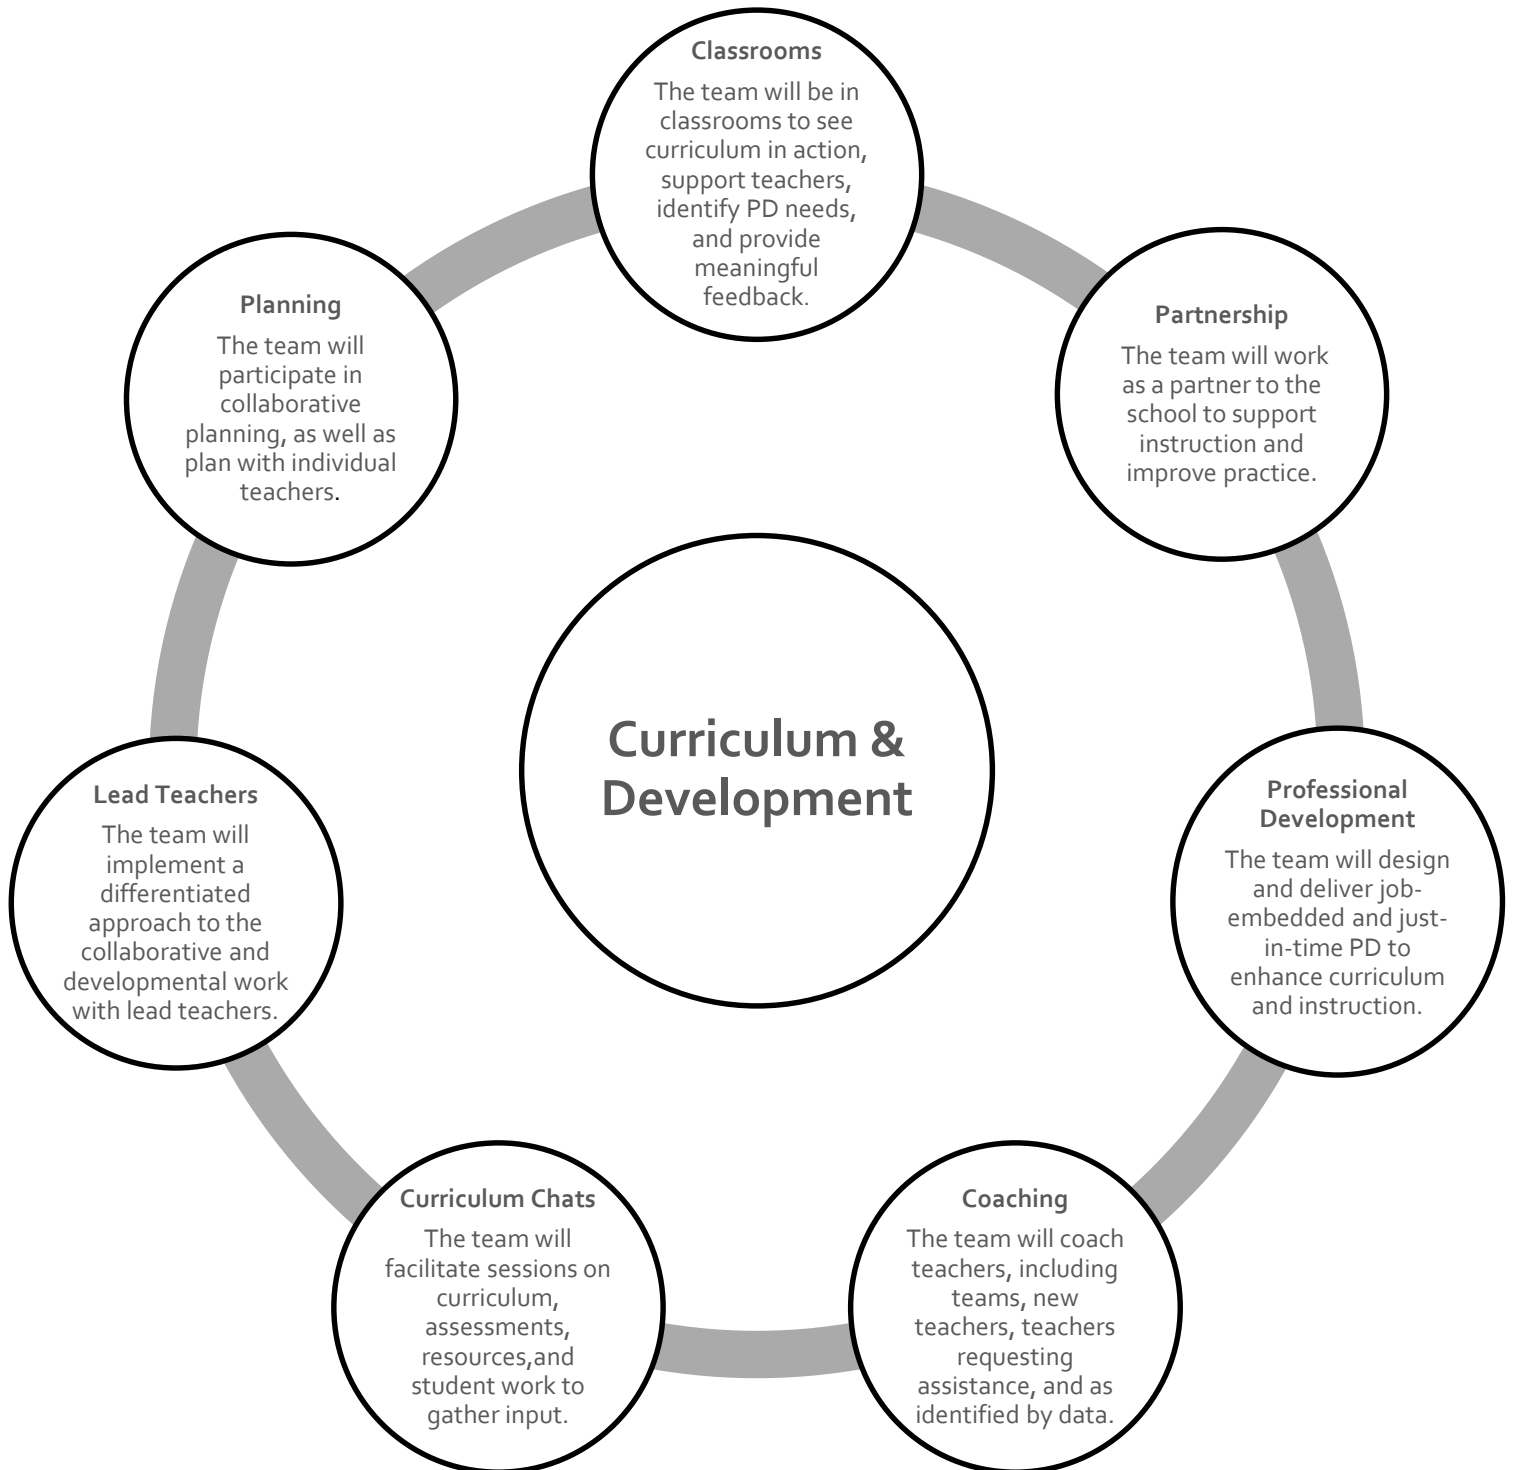 Classrooms
The team will be in
classrooms to see
curriculum in action,
support teachers,
identify PD needs,
and provide
meaningful
feedback.
Partnership
The team will work
as a partner to the
school to support
instruction and
improve practice.
Professional
Development
The team will design
and deliver job-
embedded and just-
in-time PD to
enhance curriculum
and instruction.
Coaching
The team will coach
teachers, including
teams, new
teachers, teachers
requesting
assistance, and as
identified by data.
Curriculum Chats
The team will
facilitate sessions on
curriculum,
assessments,
resources,and
student work to
gather input.
Lead Teachers
The team will
implement a
differentiated
approach to the
collaborative and
developmental work
with lead teachers.
Planning
The team will
participate in
collaborative
planning, as well as
plan with individual
teachers.
Curriculum &
Development